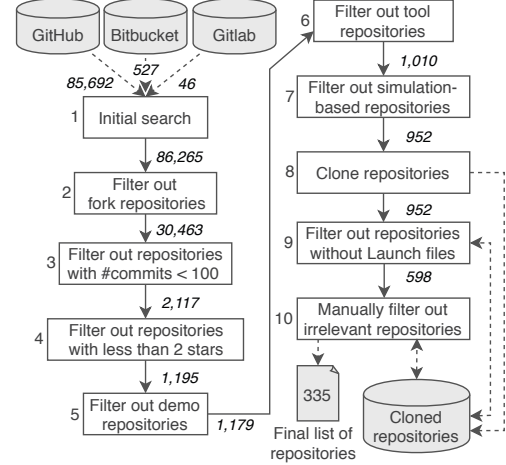 GitHub
Bitbucket
Gitlab
85,692
527
46
1
Initial search
86,265
2
Filter out
fork repositories
30,463
3
Filter out repositories
with #commits < 100
2,117
4
Filter out repositories
with less than 2 stars
1,195
5
Filter out demo
repositories
1,179
6
Filter out tool
repositories
1,010
7
Filter out simulation-
based repositories
952
8
Clone repositories
952
9
Filter out repositories
without Launch files
598
10
Manually filter out
irrelevant repositories
335
Final list of
repositories
Cloned
repositories